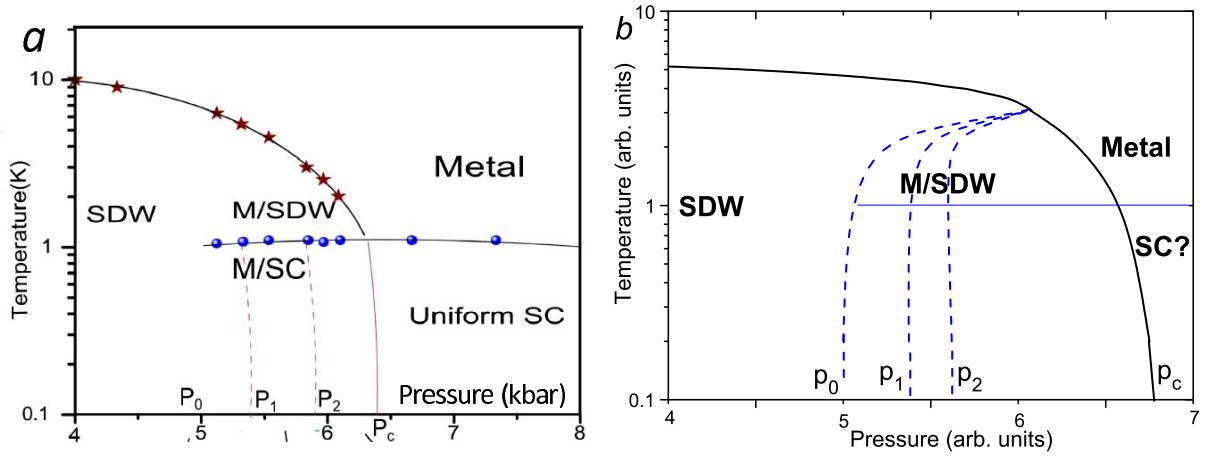 a
10
1
0.1
Temperature(K)
SDW
M/SDW
M/SC
Metal
Uniform SC
P0
P1
P2
Pc
Pressure (kbar)
4
5
6
7
8
b
10
1
0.1
Temperature (arb. units)
SDW
M/SDW
Metal
SC?
p0
p1
p2
pc
4
5
6
7
Pressure (arb. units)